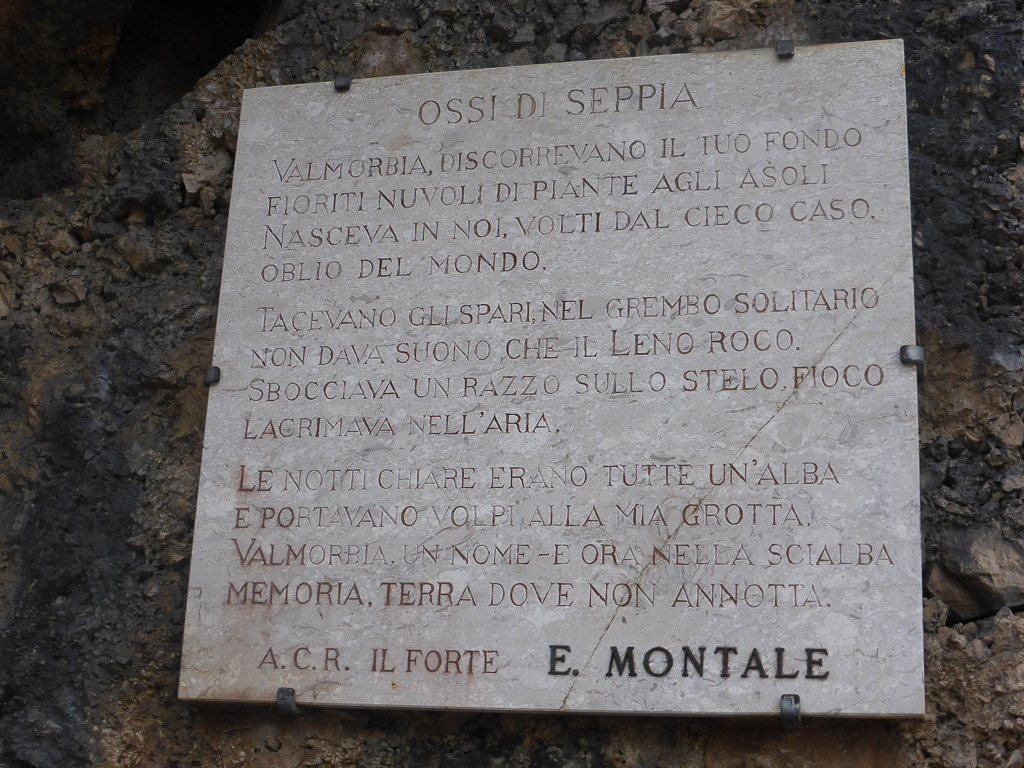 OSSI DI SEPPIA
VALMORBIA, DISCORREVANO IL TUO FONDO
FIORITI NUVOLI DI PIANTE AGLI ÀSOLI
NASCEVA IN NOI, VOLTI DAL CIECO CASO,
OBLIO DEL MONDO.
TACEVANO GLI SPARI, NEL GREMBO SOLITARIO
NON DAVA SUONO CHE IL LENO ROCO.
SBOCCIAVA UN RAZZO SULLO STELO, FIOCO
LACRIMAVA NELL'ARIA.
LE NOTTI CHIARE ERANO TUTTE UN'ALBA
E PORTAVANO VOLPI ALLA MIA GROTTA.
VALMORBIA, UN NOME - E ORA NELLA SCIALBA
MEMORIA, TERRA DOVE NON ANNOTTA.
A.C.R. IL FORTE E. MONTALE